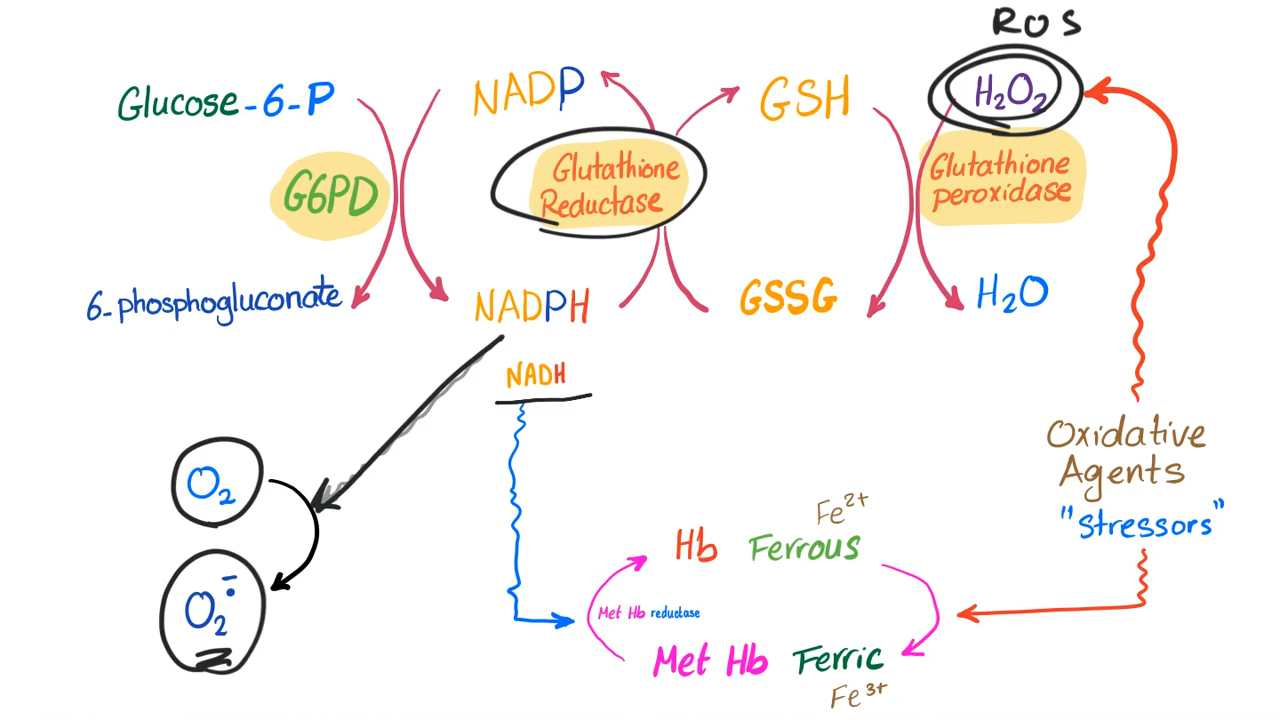 ROS
Glucose-6-P
NADP
GSH
H₂O₂
G6PD
Glutathione
Reductase
Glutathione
peroxidase
6-phosphogluconate
NADPH
GSSG
H₂O
NADH
O₂
O₂⨪
Oxidative
Agents
"Stressors"
Fe²⁺
Hb Ferrous
Met Hb reductase
Met Hb Ferric
Fe³⁺